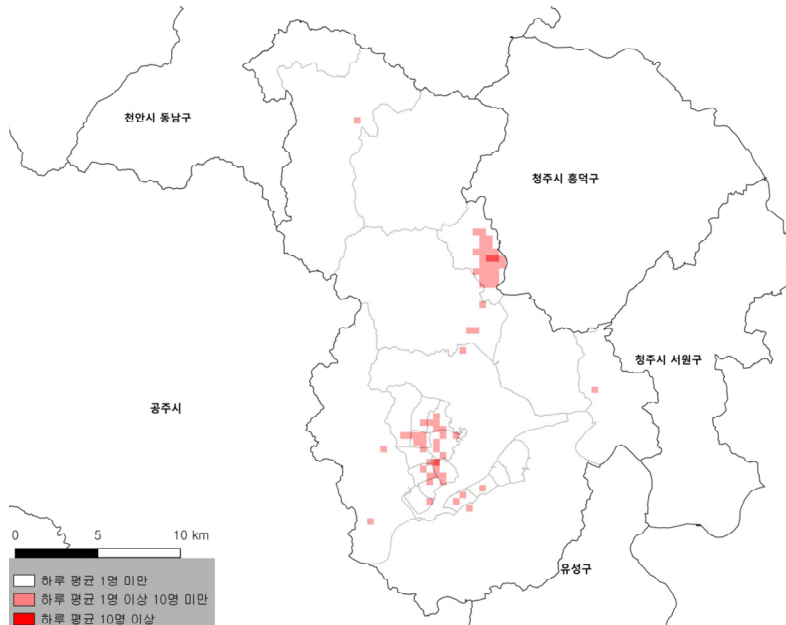 천안시 동남구
청주시 흥덕구
청주시 서원구
공주시
유성구
0 5 10 km
하루 평균 1명 미만
하루 평균 1명 이상 10명 미만
하루 평균 10명 이상